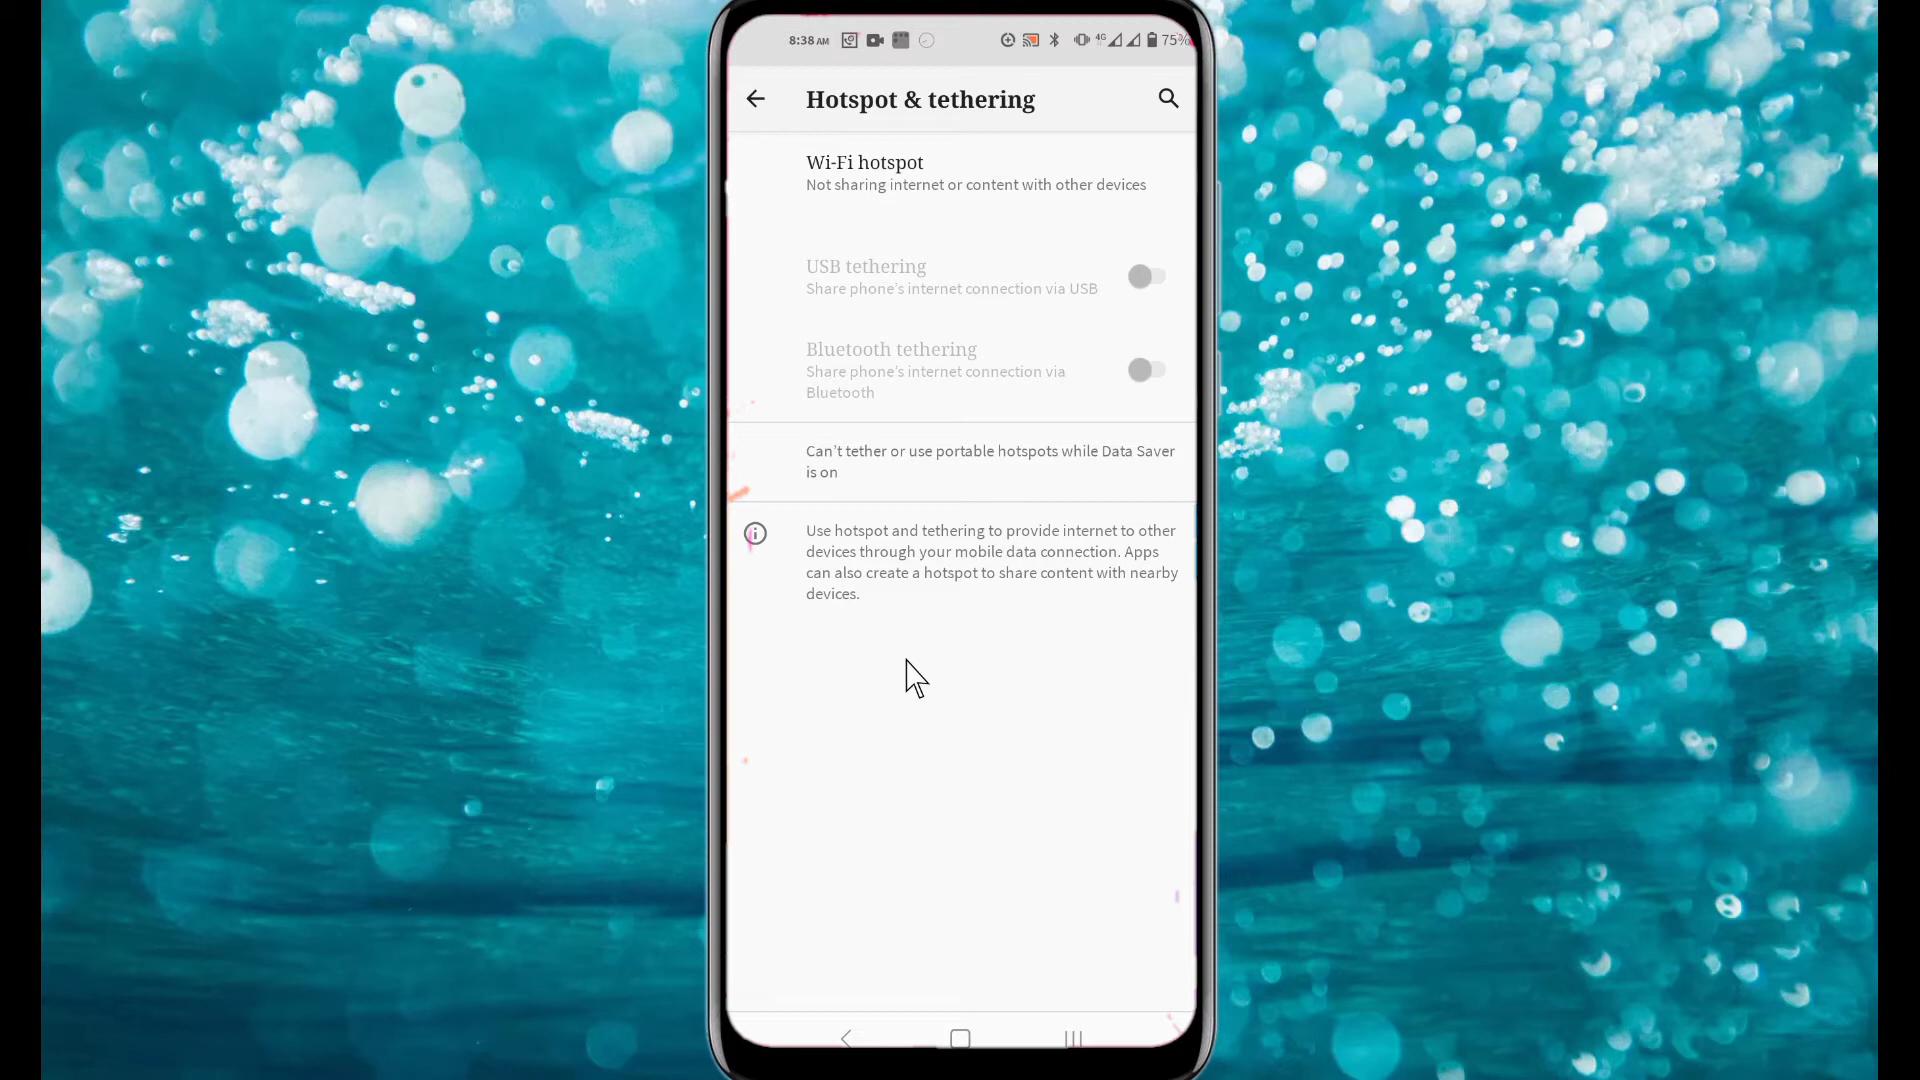 8:38 AM
4G
75%
Hotspot & tethering
Wi-Fi hotspot
Not sharing internet or content with other devices
USB tethering
Share phone's internet connection via USB
Bluetooth tethering
Share phone's internet connection via
Bluetooth
Can't tether or use portable hotspots while Data Saver
is on
Use hotspot and tethering to provide internet to other
devices through your mobile data connection. Apps
can also create a hotspot to share content with nearby
devices.